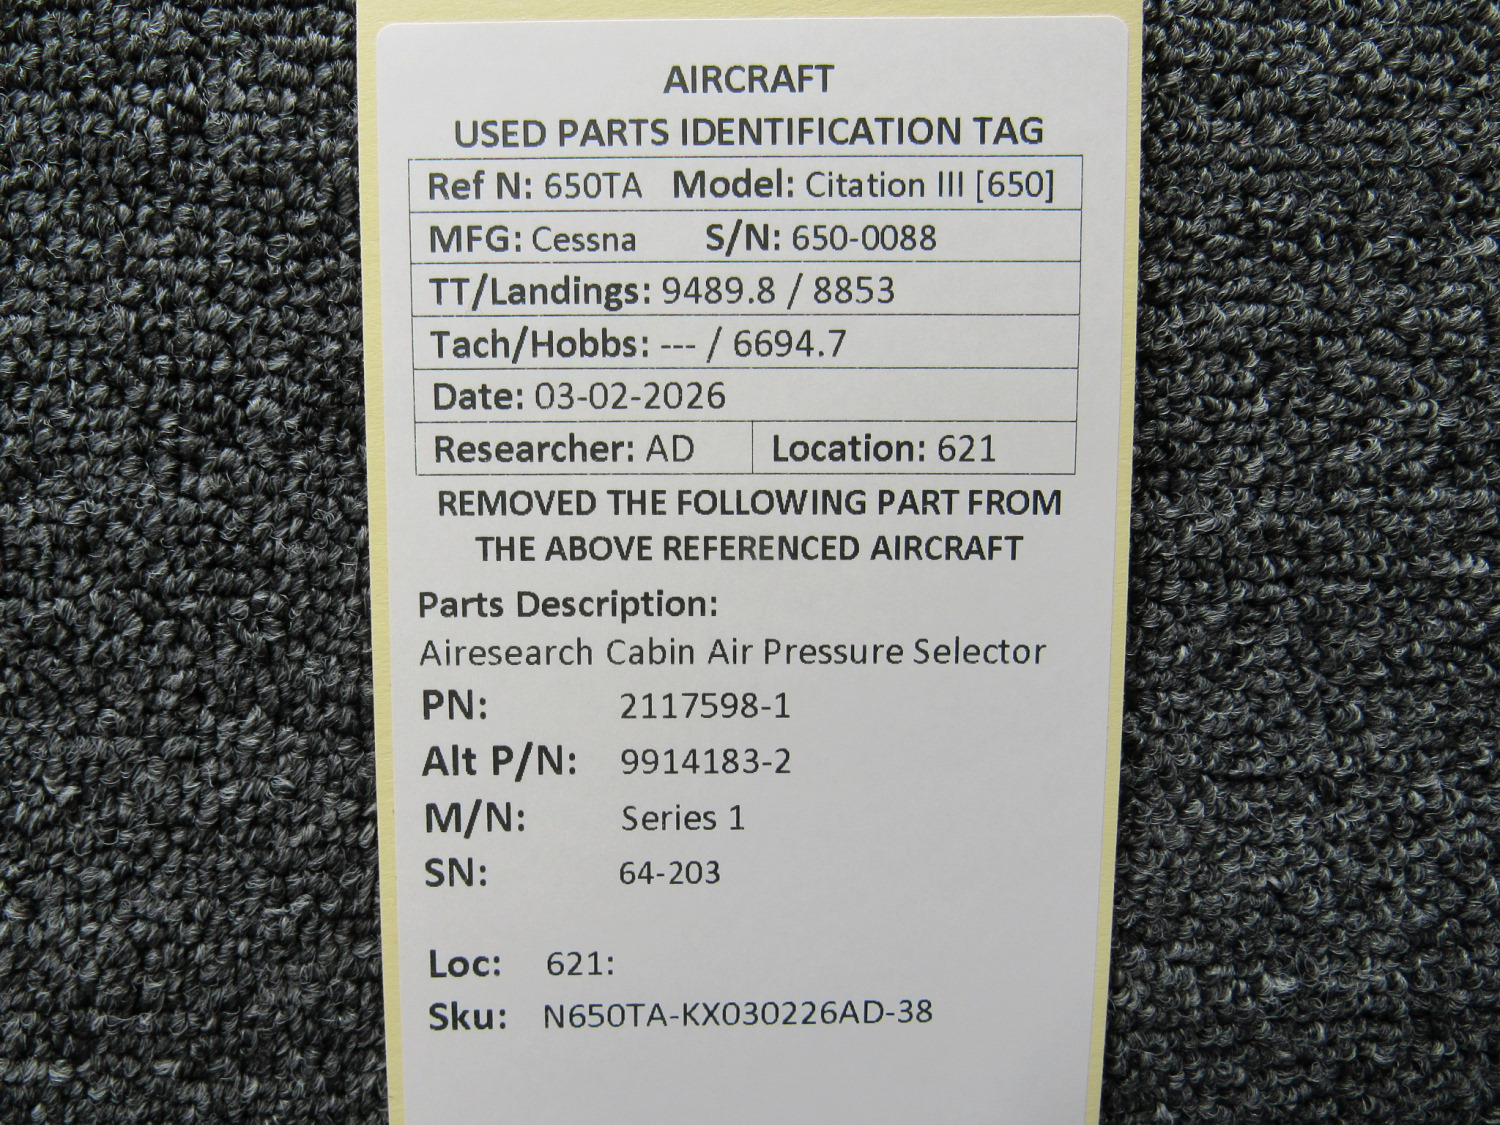 AIRCRAFT
USED PARTS IDENTIFICATION TAG
Ref N: 650TA Model: Citation III [650]
MFG: Cessna S/N: 650-0088
TT/Landings: 9489.8 / 8853
Tach/Hobbs: --- / 6694.7
Date: 03-02-2026
Researcher: AD Location: 621
REMOVED THE FOLLOWING PART FROM
THE ABOVE REFERENCED AIRCRAFT
Parts Description:
Airesearch Cabin Air Pressure Selector
PN: 2117598-1
Alt P/N: 9914183-2
M/N: Series 1
SN: 64-203
Loc: 621:
Sku: N650TA-KX030226AD-38